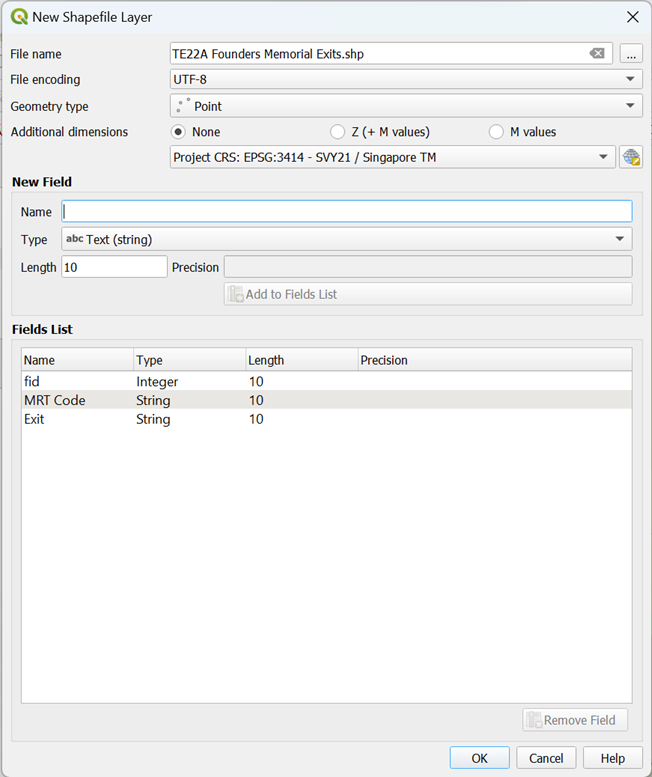 New Shapefile Layer
File name TE22A Founders Memorial Exits.shp ...
File encoding UTF-8
Geometry type Point
Additional dimensions None Z (+ M values) M values
Project CRS: EPSG:3414 - SVY21 / Singapore TM
New Field
Name
Type abc Text (string)
Length 10 Precision
Add to Fields List
Fields List
Name Type Length Precision
fid Integer 10
MRT Code String 10
Exit String 10
Remove Field
OK Cancel Help